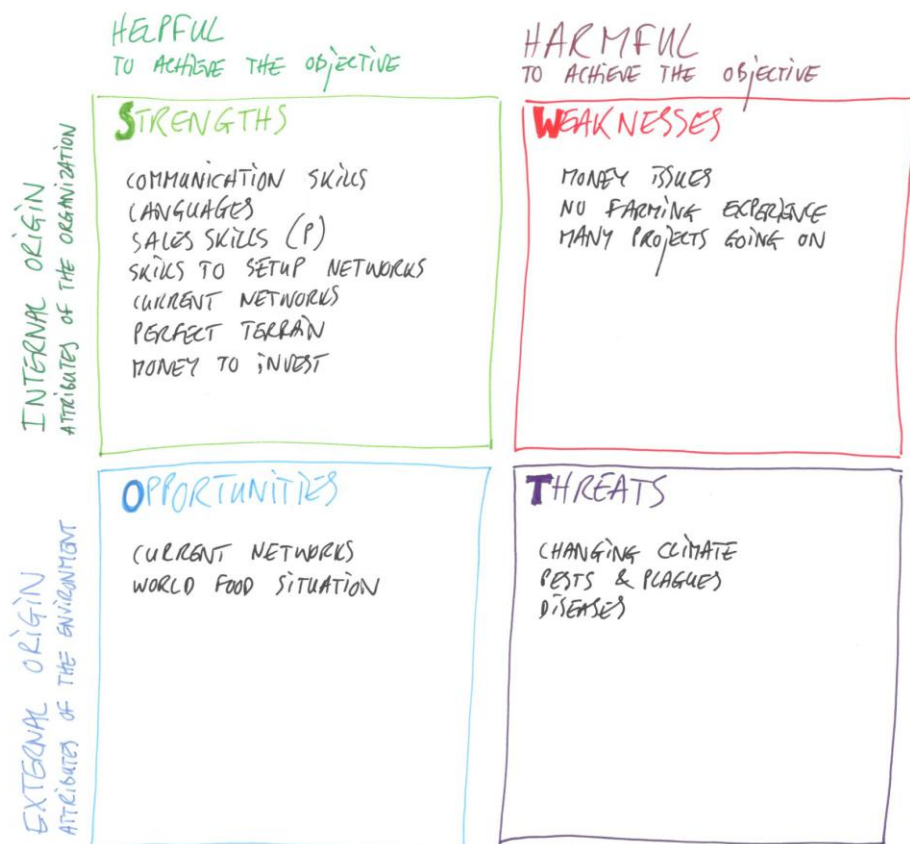 HELPFUL
TO ACHIEVE THE OBJECTIVE
HARMFUL
TO ACHIEVE THE OBJECTIVE
INTERNAL ORIGIN
ATTRIBUTES OF THE ORGANIZATION
STRENGTHS
COMMUNICATION SKILLS
LANGUAGES
SALES SKILLS (P)
SKILLS TO SETUP NETWORKS
CURRENT NETWORKS
PERFECT TERRAIN
MONEY TO INVEST
WEAKNESSES
MONEY ISSUES
NO FARMING EXPERIENCE
MANY PROJECTS GOING ON
EXTERNAL ORIGIN
ATTRIBUTES OF THE ENVIRONMENT
OPPORTUNITIES
CURRENT NETWORKS
WORLD FOOD SITUATION
THREATS
CHANGING CLIMATE
PESTS & PLAGUES
DISEASES